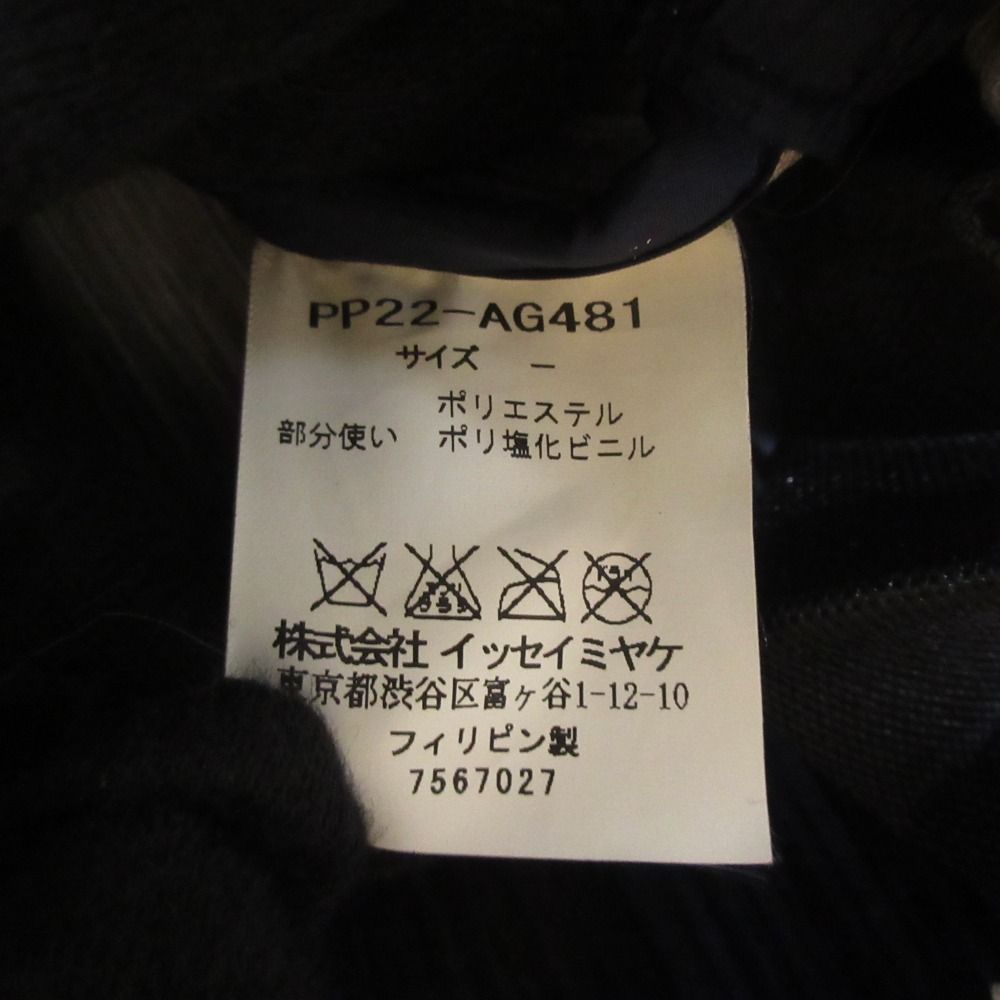 PP22-AG481
サイズ －
ポリエステル
部分使い ポリ塩化ビニル
株式会社 イッセイミヤケ
東京都渋谷区富ヶ谷1-12-10
フィリピン製
7567027